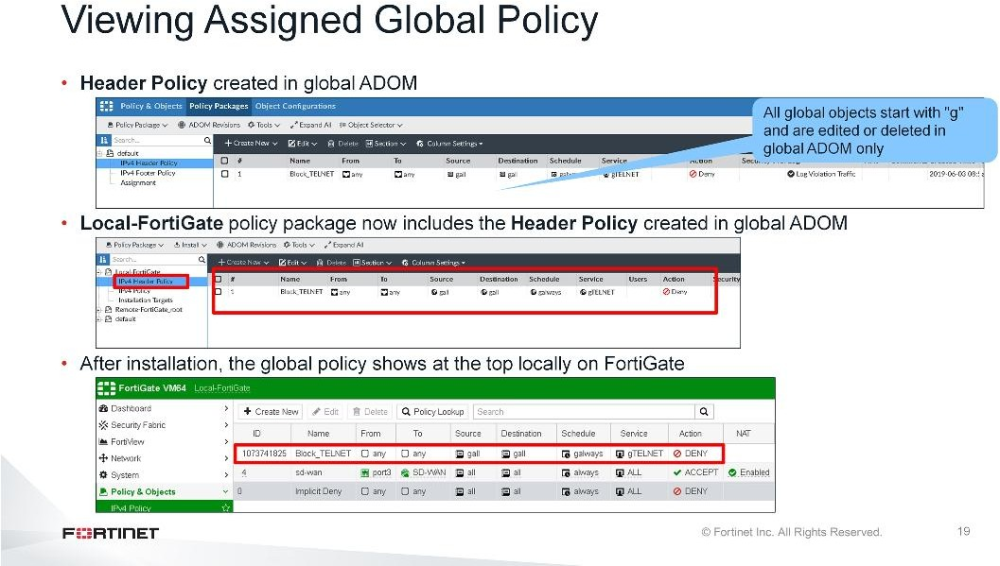 Viewing Assigned Global Policy
• Header Policy created in global ADOM
Policy & Objects Policy Packages Object Configurations
Policy Package ADOM Revisions Tools Expand All Object Selector
Search... + Create New Edit Delete Section Column Settings
default # Name From To Source Destination Schedule Service Action
IPv4 Header Policy 1 Block_TELNET any any gall gall gTELNET Deny Log Violation Traffic 2019-06-03
IPv4 Footer Policy
Assignment
All global objects start with "g"
and are edited or deleted in
global ADOM only
• Local-FortiGate policy package now includes the Header Policy created in global ADOM
Policy Package Install ADOM Revisions Tools Expand All
Search... + Create New Edit Delete Section Column Settings
Local-FortiGate # Name From To Source Destination Schedule Service Users Action Security
IPv4 Header Policy 1 Block_TELNET any any gall gall galways gTELNET Deny
IPv4 Policy
Installation Targets
Remote-FortiGate_root
default
• After installation, the global policy shows at the top locally on FortiGate
FortiGate VM64 Local-FortiGate
Dashboard + Create New Edit Delete Policy Lookup Search
Security Fabric ID Name From To Source Destination Schedule Service Action NAT
FortiView 1073741825 Block_TELNET any any gall gall galways gTELNET DENY
Network
System 4 sd-wan port3 SD-WAN all all always ALL ACCEPT Enabled
Policy & Objects 0 Implicit Deny any any all all always ALL DENY
IPv4 Policy
FORTINET © Fortinet Inc. All Rights Reserved. 19